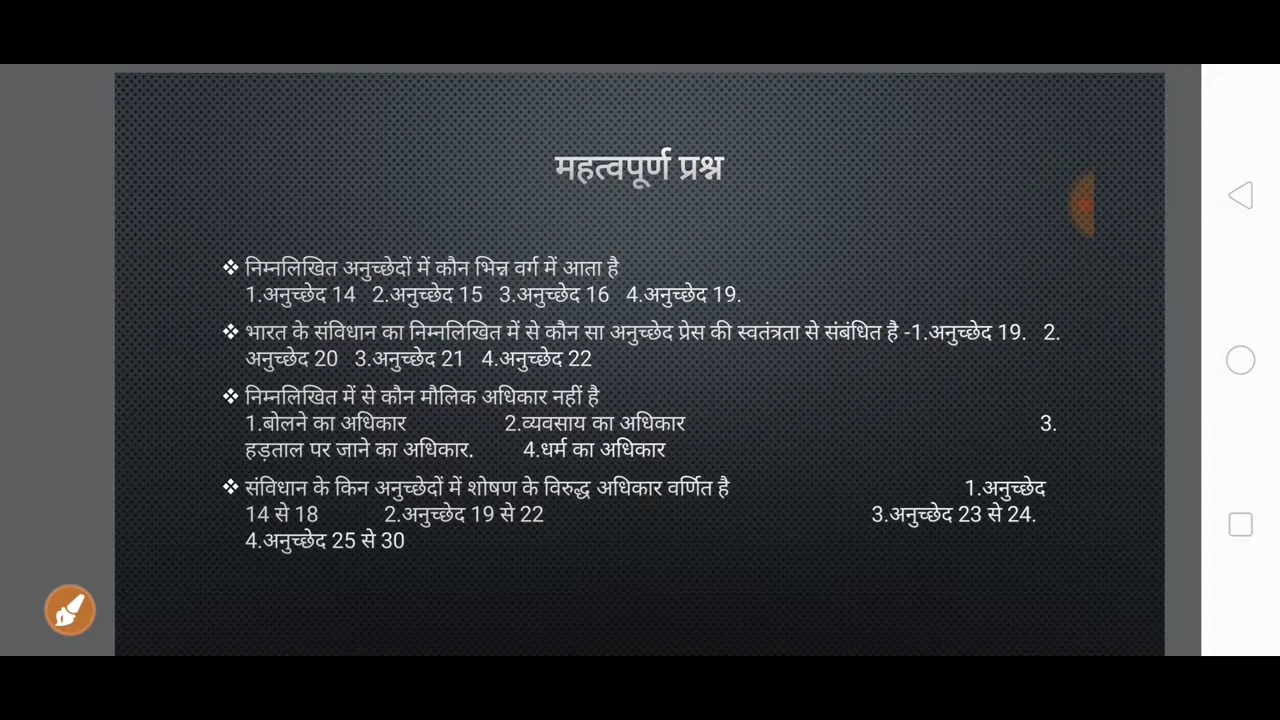 महत्वपूर्ण प्रश्न
❖ निम्नलिखित अनुच्छेदों में कौन भिन्न वर्ग में आता है
1.अनुच्छेद 14 2.अनुच्छेद 15 3.अनुच्छेद 16 4.अनुच्छेद 19.
❖ भारत के संविधान का निम्नलिखित में से कौन सा अनुच्छेद प्रेस की स्वतंत्रता से संबंधित है -1.अनुच्छेद 19. 2.
अनुच्छेद 20 3.अनुच्छेद 21 4.अनुच्छेद 22
❖ निम्नलिखित में से कौन मौलिक अधिकार नहीं है
1.बोलने का अधिकार 2.व्यवसाय का अधिकार 3.
हड़ताल पर जाने का अधिकार. 4.धर्म का अधिकार
❖ संविधान के किन अनुच्छेदों में शोषण के विरुद्ध अधिकार वर्णित है 1.अनुच्छेद
14 से 18 2.अनुच्छेद 19 से 22 3.अनुच्छेद 23 से 24.
4.अनुच्छेद 25 से 30